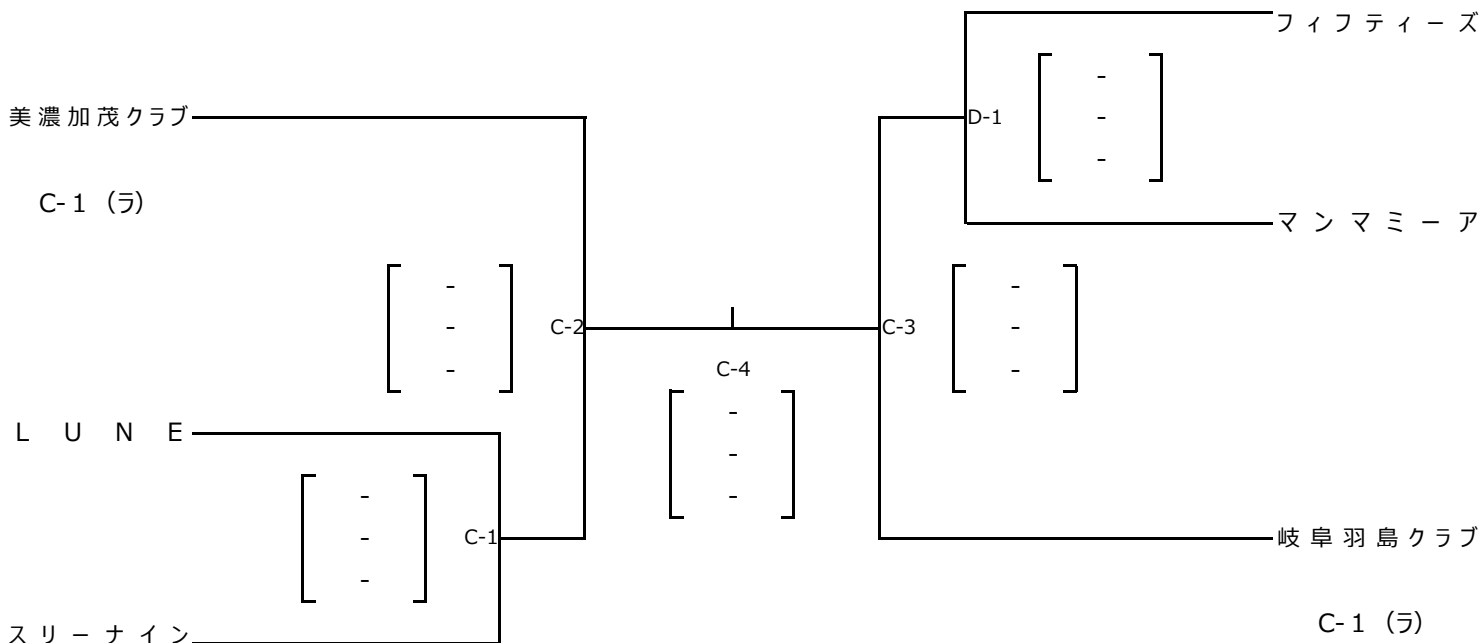 フィフティーズ
-
美濃加茂クラブ
D-1
-
-
C-1 (ラ)
マンマミーア
-
-
C-2
-
C-3
-
C-4
-
-
-
LUNE
-
-
-
C-1
-
岐阜羽島クラブ
-
C-1 (ラ)
スリーナイン